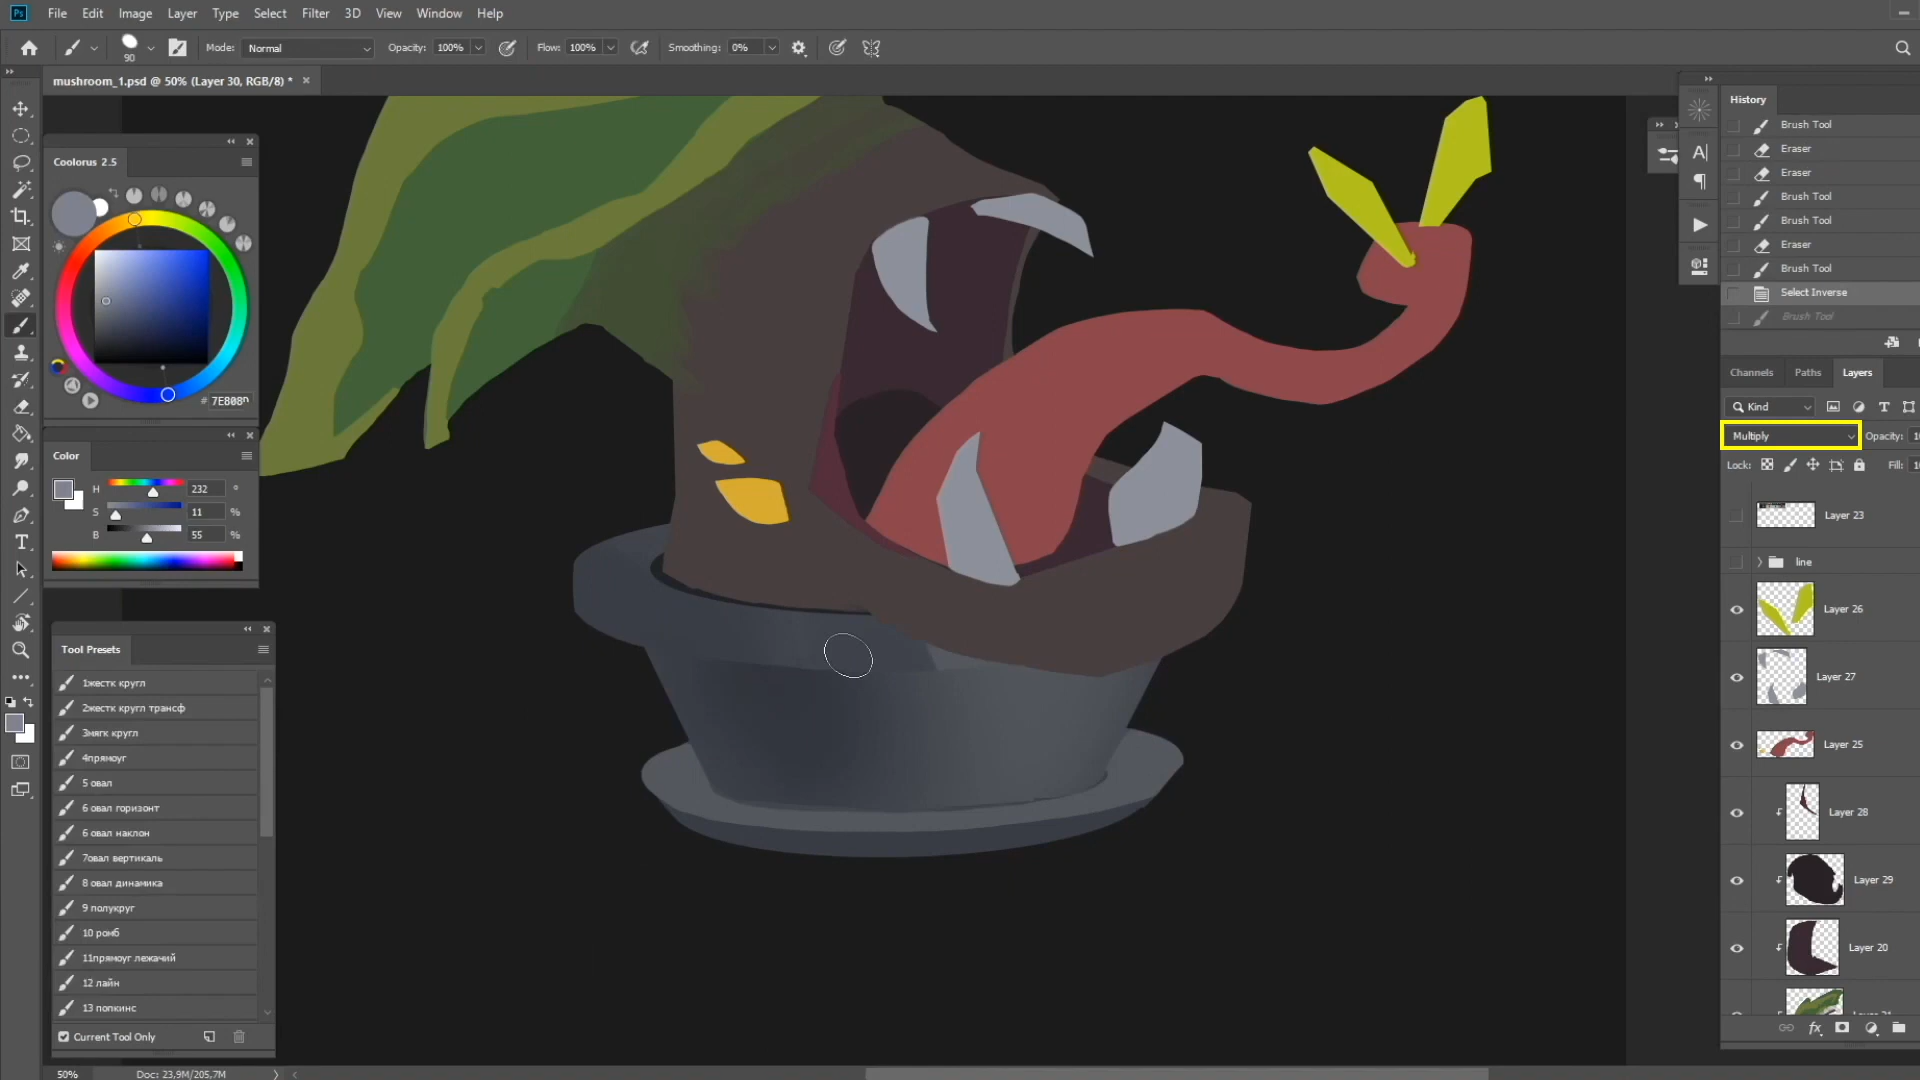 Ps File Edit Image Layer Type Select Filter 3D View Window Help
90 Mode: Normal Opacity: 100% Flow: 100% Smoothing: 0%
mushroom_1.psd @ 50% (Layer 30, RGB/8) * ×
Coolorus 2.5
# 7E808D
Color
H 232 °
S 11 %
B 55 %
Tool Presets
1жестк кругл
2жестк кругл трансф
3мягк кругл
4прямоуг
5 овал
6 овал горизонт
6 овал наклон
7овал вертикаль
8 овал динамика
9 полукруг
10 ромб
11прямоуг лежачий
12 лайн
13 попкинс
Current Tool Only
50% Doc: 23,9M/205,7M
History
Brush Tool
Eraser
Eraser
Brush Tool
Brush Tool
Eraser
Brush Tool
Select Inverse
Brush Tool
Channels Paths Layers
Kind
Multiply Opacity:
Lock: Fill:
Layer 23
line
Layer 26
Layer 27
Layer 25
Layer 28
Layer 29
Layer 20
fx